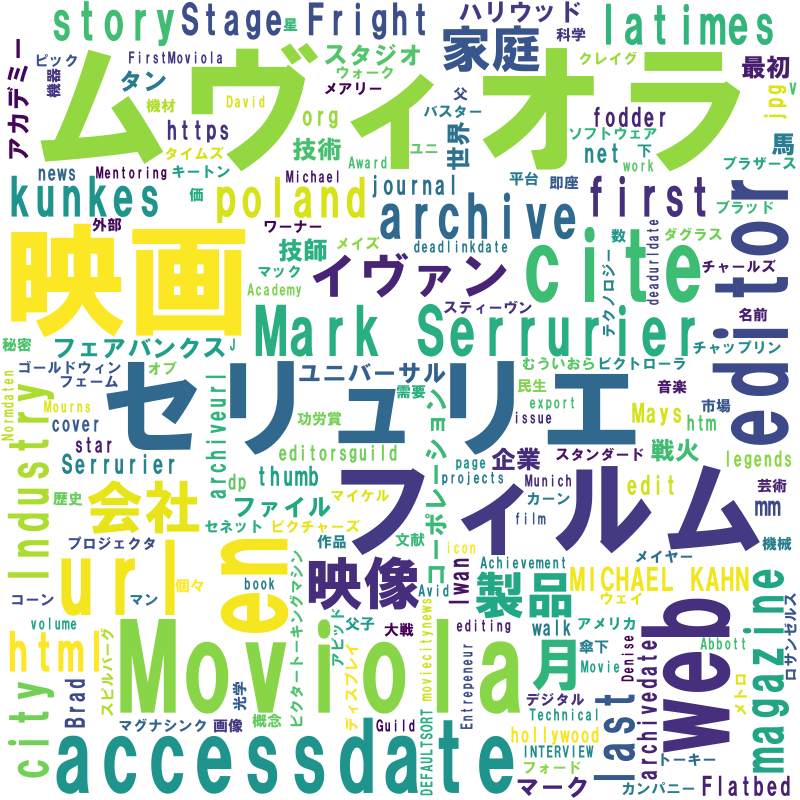 story
Stage
星
Fright
ハリウッド
科学
latimes
アカデミー
ピック
機器
FirstMoviola
タン
スタジオ
ウォーク
メアリー
家庭
クレイグ
最初
ムヴィオラ
機材
David
https
タイムズ
org
技術
ユニ
バスター
父
世界
fodder
ソフトウェア
net
下
work
jpg
v
馬
ブラザース
news
Mentoring
キートン
価
Michael
Award
journal
平台
即座
kunkes
poland
archive
first
ブラッド
editor
外部
ワーナー
技師
メイズ
deadlinkdate
数
ダグラス
deadurldate
映画
マック
Academy
イヴァン
スティーヴン
cite
テクノロジー
チャールズ
名前
チャップリン
Mark Serrurier
秘密
フェアバンクス
J
Normdaten
ゴールドウィン
オブ
フェーム
Mourns
ユニバーサル
需要
むういおら
ビクトローラ
民生
音楽
セリュリエ
cover
star
Serrurier
功労賞
archiveurl
editorsguild
コーポレーション
issue
export
Mays
市場
htm
Industry
dp
thumb
page
projects
企業
スタンダード
戦火
legends
会社
歴史
ファイル
マイケル
Munich
カーン
edit
芸術
mm
フィルム
セネット
ピクチャーズ
film
プロジェクタ
作品
文献
icon
機械
url
en
個々
book
映像
Achievement
メイヤー
コーン
マン
ビクタートーキングマシン
Avid
Iwan
製品
MICHAEL KAHN
magazine
volume
父子
大戦
editing
walk
アメリカ
ウェイ
web
ロサンゼルス
html
スピルバーグ
アビッド
ディスプレイ
moviecitynews
月
傘下
Movie
Denise
Abbott
Moviola
city
Brad
光学
Entrepeneur
デジタル
メトロ
マグナシンク
画像
概念
Guild
DEFAULTSORT
Technical
hollywood
INTERVIEW
last
archivedate
トーキー
accessdate
フォード
マーク
カンパニー
Flatbed